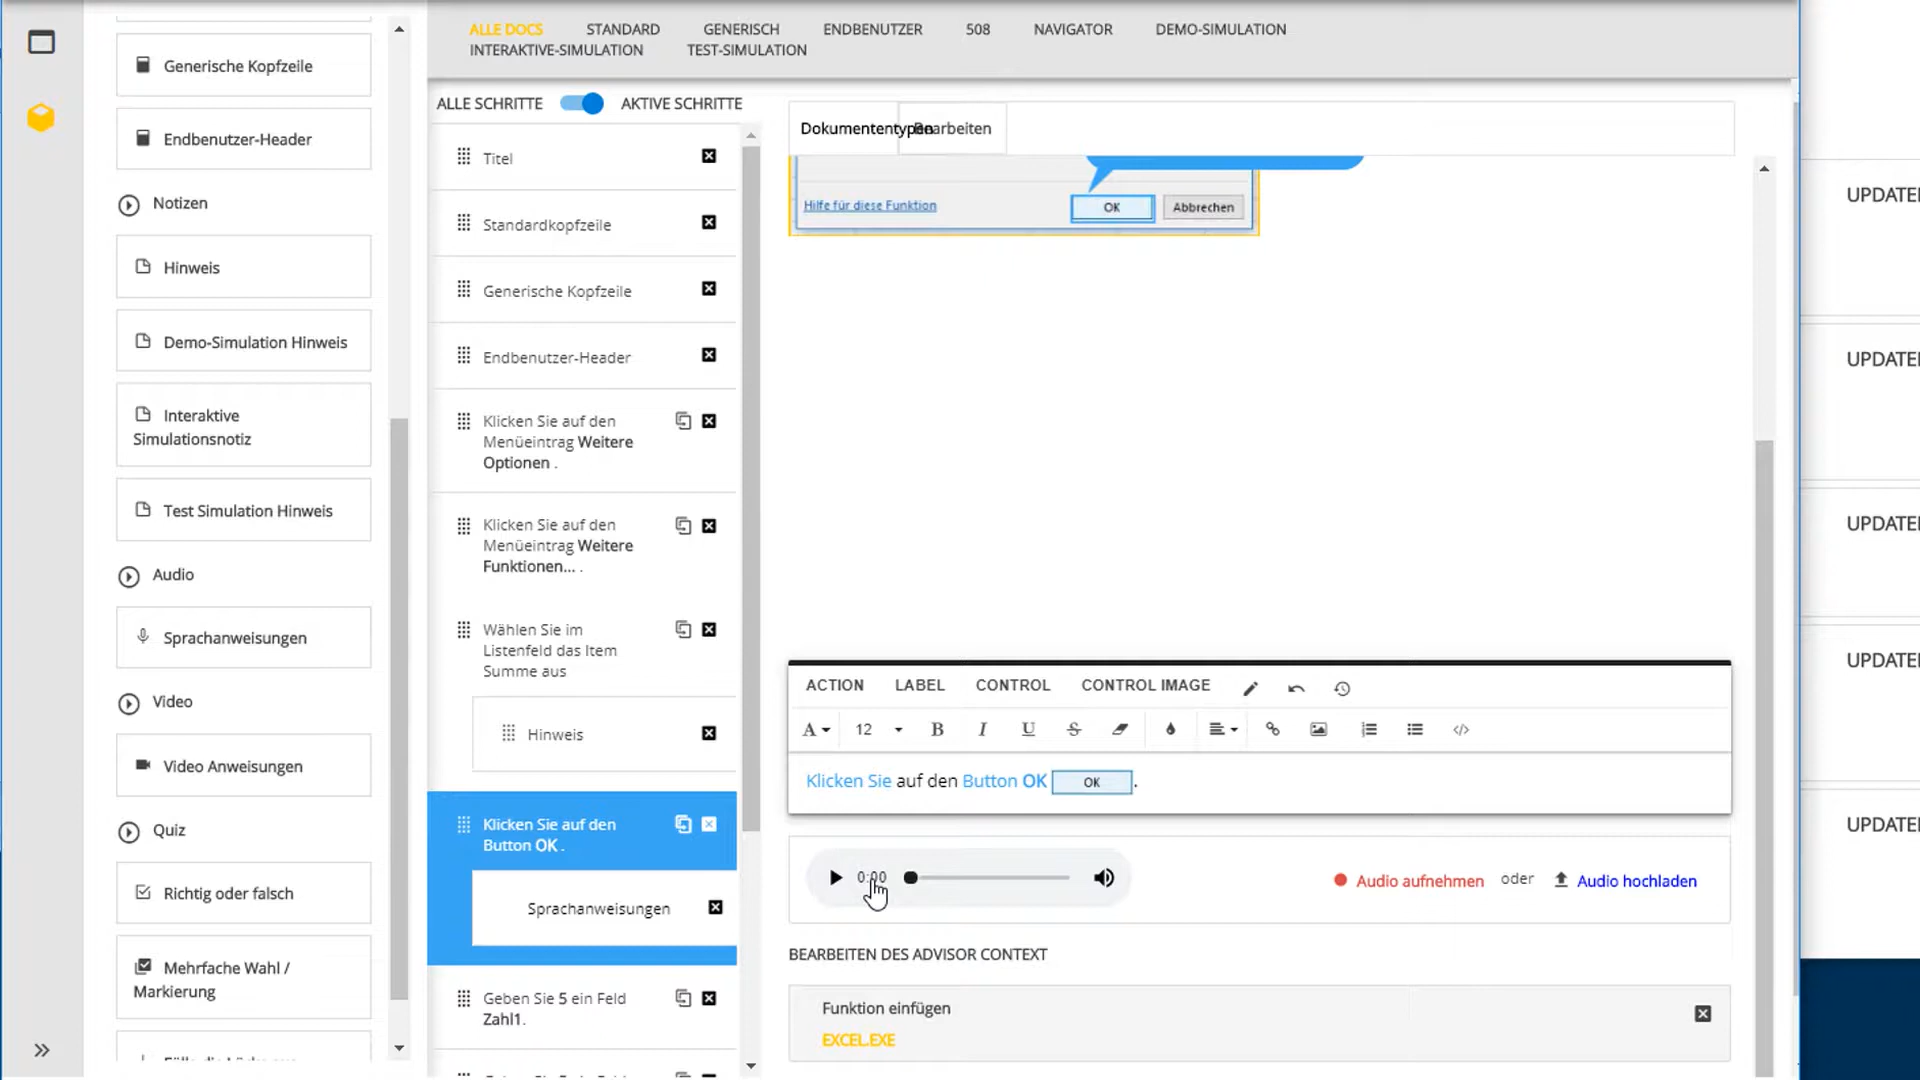 ALLE DOCS STANDARD GENERISCH ENDBENUTZER 508 NAVIGATOR DEMO-SIMULATION
INTERAKTIVE-SIMULATION TEST-SIMULATION
Generische Kopfzeile
Endbenutzer-Header
Notizen
Hinweis
Demo-Simulation Hinweis
Interaktive
Simulationsnotiz
Test Simulation Hinweis
Audio
Sprachanweisungen
Video
Video Anweisungen
Quiz
Richtig oder falsch
Mehrfache Wahl /
Markierung
ALLE SCHRITTE AKTIVE SCHRITTE
Titel
Standardkopfzeile
Generische Kopfzeile
Endbenutzer-Header
Klicken Sie auf den
Menüeintrag Weitere
Optionen .
Klicken Sie auf den
Menüeintrag Weitere
Funktionen... .
Wählen Sie im
Listenfeld das Item
Summe aus
Hinweis
Klicken Sie auf den
Button OK .
Sprachanweisungen
Geben Sie 5 ein Feld
Zahl1.
Dokumententypen Bearbeiten
Hilfe für diese Funktion OK Abbrechen
ACTION LABEL CONTROL CONTROL IMAGE
A 12 B I U S
Klicken Sie auf den Button OK OK .
0:00
Audio aufnehmen oder Audio hochladen
BEARBEITEN DES ADVISOR CONTEXT
Funktion einfügen
EXCEL.EXE